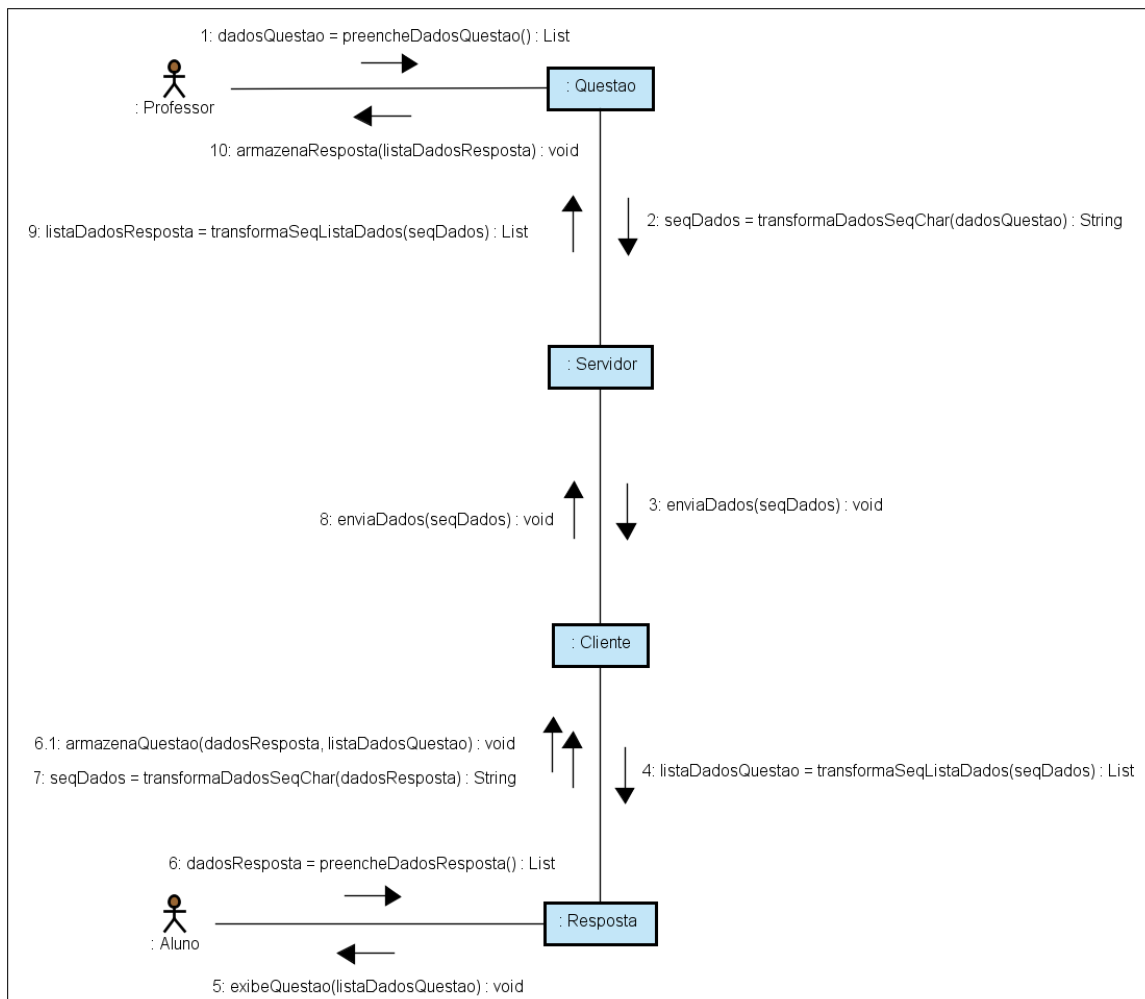 1: dadosQuestao = preencheDadosQuestao() : List
: Questao
: Professor
10: armazenaResposta(listaDadosResposta) : void
9: listaDadosResposta = transformaSeqListaDados(seqDados) : List
2: seqDados = transformaDadosSeqChar(dadosQuestao) : String
: Servidor
8: enviaDados(seqDados) : void
3: enviaDados(seqDados) : void
: Cliente
6.1: armazenaQuestao(dadosResposta, listaDadosQuestao) : void
7: seqDados = transformaDadosSeqChar(dadosResposta) : String
4: listaDadosQuestao = transformaSeqListaDados(seqDados) : List
6: dadosResposta = preencheDadosResposta() : List
: Resposta
: Aluno
5: exibeQuestao(listaDadosQuestao) : void